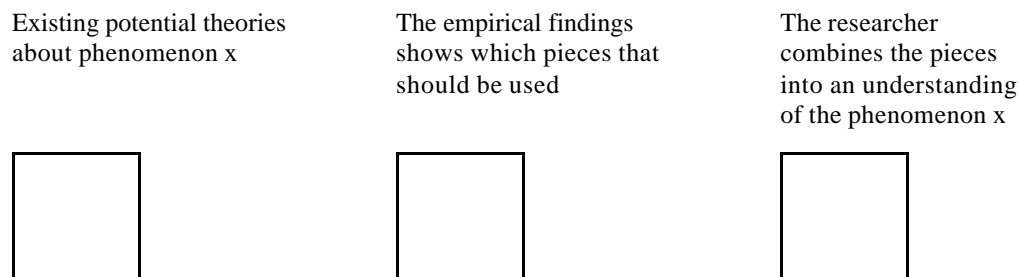 Existing potential theories
about phenomenon x
The empirical findings
shows which pieces that
should be used
The researcher
combines the pieces
into an understanding
of the phenomenon x